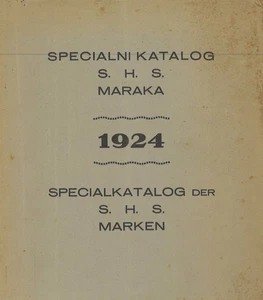 SPECIALNI KATALOG
S. H. S.
MARAKA
1924
SPECIALKATALOG DER
S. H. S.
MARKEN